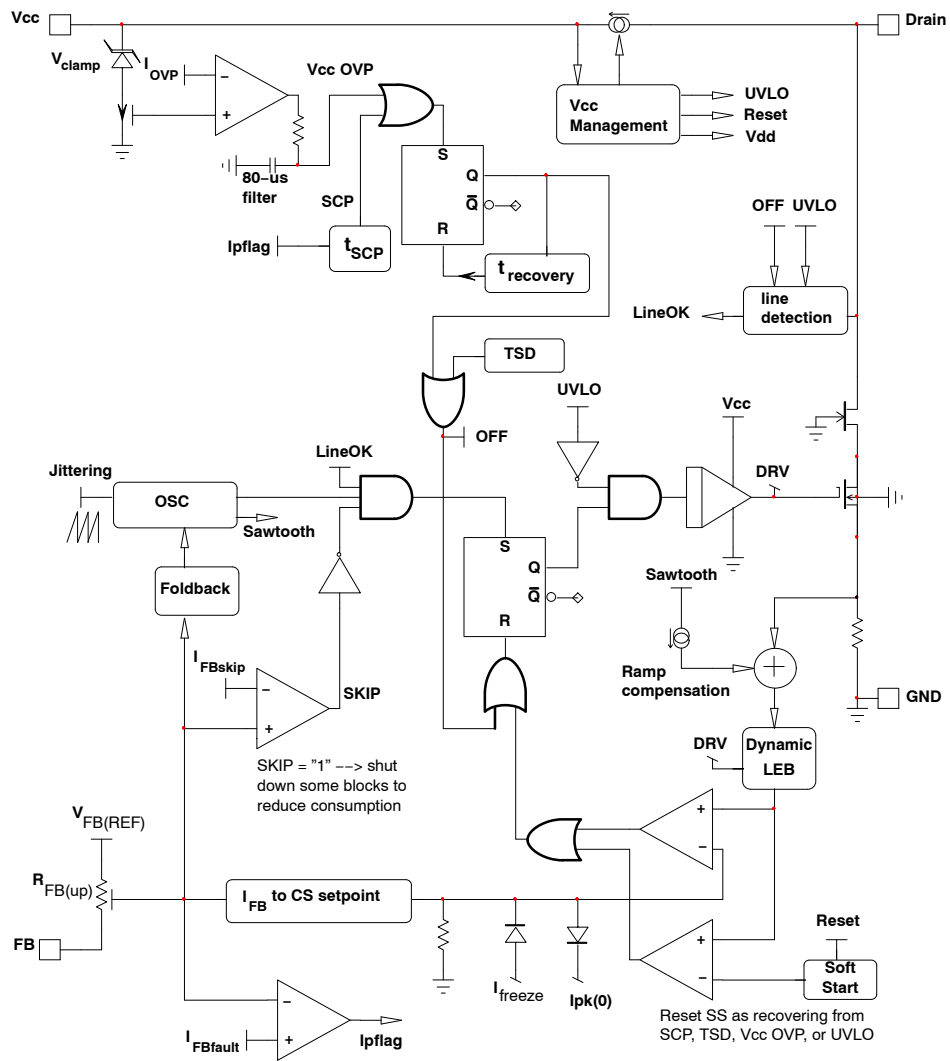 Vcc
Drain
Vclamp
IOVP
−
+
Vcc OVP
80−us
filter
Vcc
Management
UVLO
Reset
Vdd
S
Q
Q
R
SCP
Ipflag
tSCP
trecovery
OFF UVLO
LineOK
line
detection
TSD
OFF
UVLO
Vcc
DRV
LineOK
Jittering
OSC
Sawtooth
Foldback
S
Q
Q
R
Sawtooth
Ramp
compensation
+
GND
IFBskip
−
+
SKIP
SKIP = ”1” −−> shut
down some blocks to
reduce consumption
DRV
Dynamic
LEB
+
−
VFB(REF)
RFB(up)
FB
IFB to CS setpoint
Ifreeze
Ipk(0)
+
−
Reset
Soft
Start
Reset SS as recovering from
SCP, TSD, Vcc OVP, or UVLO
IFBfault
−
+
Ipflag